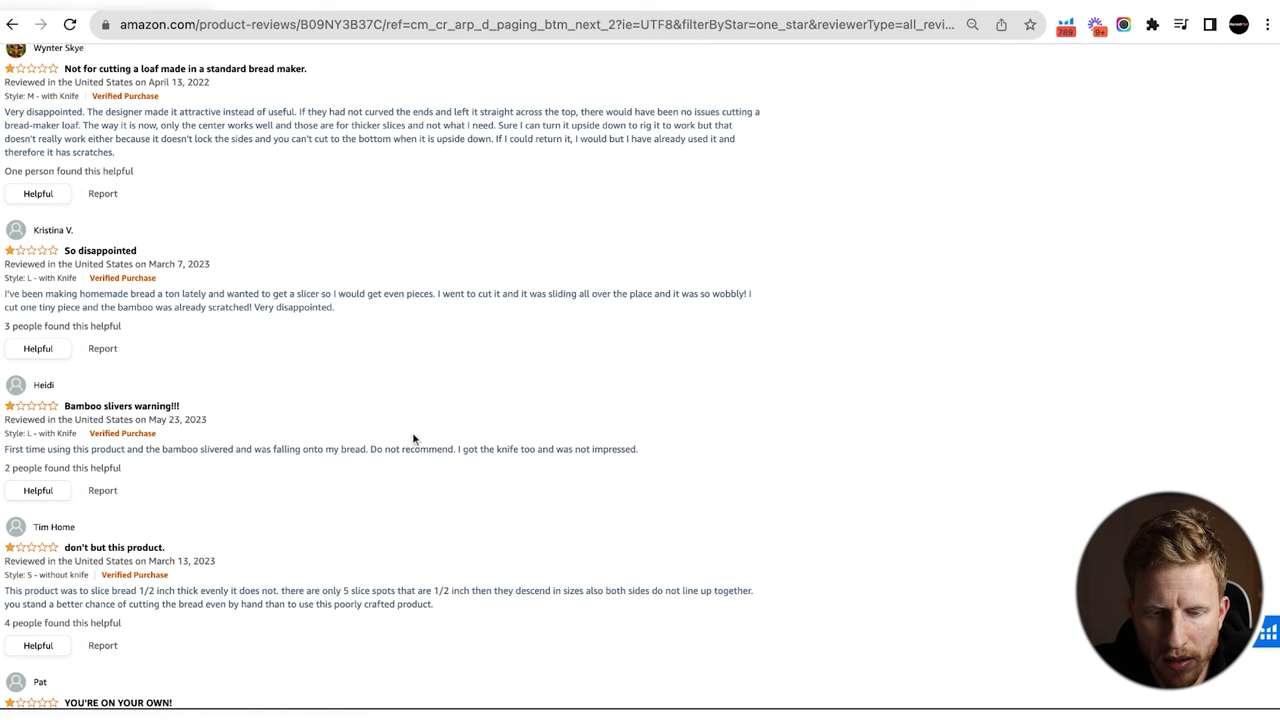 amazon.com/product-reviews/B09NY3B37C/ref=cm_cr_arp_d_paging_btm_next_2?ie=UTF8&filterByStar=one_star&reviewerType=all_revi...
789
9+
Wynter Skye
Not for cutting a loaf made in a standard bread maker.
Reviewed in the United States on April 13, 2022
Style: M - with Knife | Verified Purchase
Very disappointed. The designer made it attractive instead of useful. If they had not curved the ends and left it straight across the top, there would have been no issues cutting a
bread-maker loaf. The way it is now, only the center works well and those are for thicker slices and not what I need. Sure I can turn it upside down to rig it to work but that
doesn't really work either because it doesn't lock the sides and you can't cut to the bottom when it is upside down. If I could return it, I would but I have already used it and
therefore it has scratches.
One person found this helpful
Helpful
Report
Kristina V.
So disappointed
Reviewed in the United States on March 7, 2023
Style: L - with Knife Verified Purchase
I've been making homemade bread a ton lately and wanted to get a slicer so I would get even pieces. I went to cut it and it was sliding all over the place and it was so wobbly! I
cut one tiny piece and the bamboo was already scratched! Very disappointed.
3 people found this helpful
Helpful
Report
Heidi
Bamboo slivers warning!!!
Reviewed in the United States on May 23, 2023
Style: L - with Knife Verified Purchase
First time using this product and the bamboo slivered and was falling onto my bread. Do not recommend. I got the knife too and was not impressed.
2 people found this helpful
Helpful
Report
Tim Home
don't but this product.
Reviewed in the United States on March 13, 2023
Style: S - without knife | Verified Purchase
This product was to slice bread 1/2 inch thick evenly it does not. there are only 5 slice spots that are 1/2 inch then they descend in sizes also both sides do not line up together.
you stand a better chance of cutting the bread even by hand than to use this poorly crafted product.
4 people found this helpful
Helpful
Report
Pat
YOU'RE ON YOUR OWN!